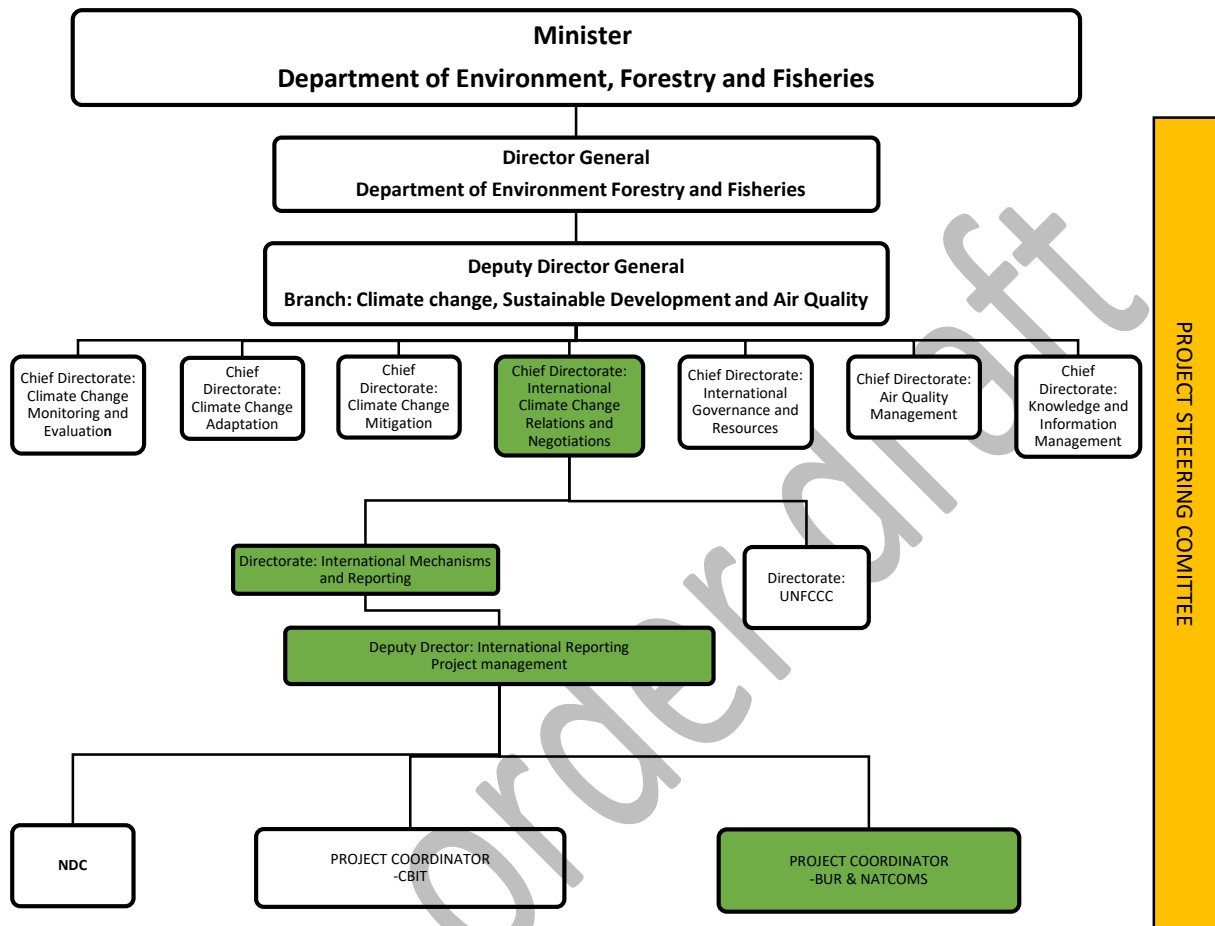 Minister
Department of Environment, Forestry and Fisheries
Director General
Department of Environment Forestry and Fisheries
Deputy Director General
Branch: Climate change, Sustainable Development and Air Quality
Chief Directorate:
Climate Change
Monitoring and
Evaluation
Chief
Directorate:
Climate Change
Adaptation
Chief
Directorate:
Climate Change
Mitigation
Chief Directorate:
International
Climate Change
Relations and
Negotiations
Chief Directorate:
International
Governance and
Resources
Chief Directorate:
Air Quality
Management
Chief
Directorate:
Knowledge and
Information
Management
Directorate: International Mechanisms
and Reporting
Directorate:
UNFCCC
Deputy Drector: International Reporting
Project management
NDC
PROJECT COORDINATOR
-CBIT
PROJECT COORDINATOR
-BUR & NATCOMS
PROJECT STEEERING COMITTEE
order draft